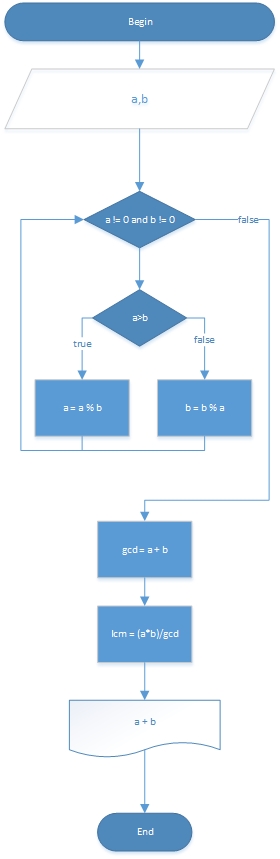 Begin
a,b
a != 0 and b != 0
false
a>b
true
false
a = a % b
b = b % a
gcd = a + b
lcm = (a*b)/gcd
a + b
End